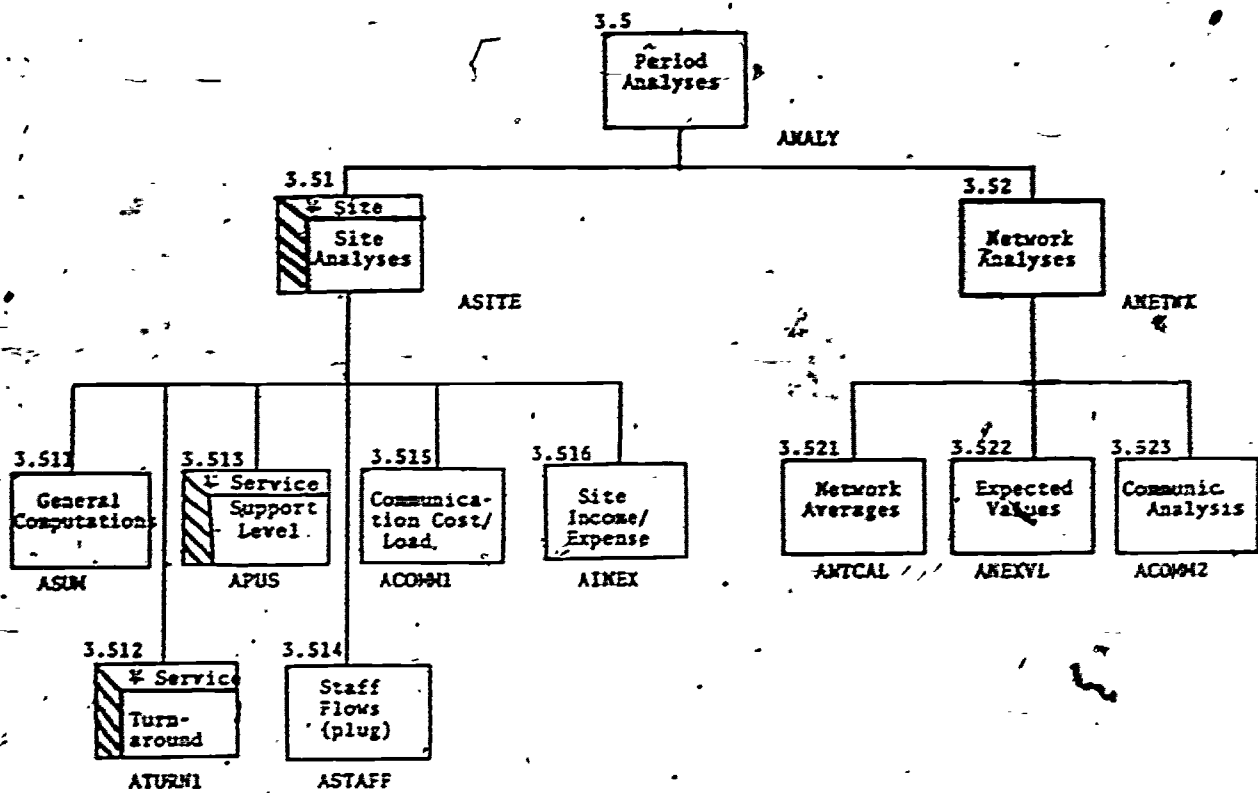 3.5
Period
Analyses
ANALY
3.51
¥ Site
Site
Analyses
ASITE
3.52
Network
Analyses
ANETWK
3.511
General
Computations
ASUM
3.513
¥ Service
Support
Level
APUS
3.515
Communica-
tion Cost/
Load
ACOMM1
3.516
Site
Income/
Expense
AINEX
3.521
Network
Averages
ANTCAL
3.522
Expected
Values
ANEXVL
3.523
Communic.
Analysis
ACOMM2
3.512
¥ Service
Turn-
around
ATURN1
3.514
Staff
Flows
(plug)
ASTAFF